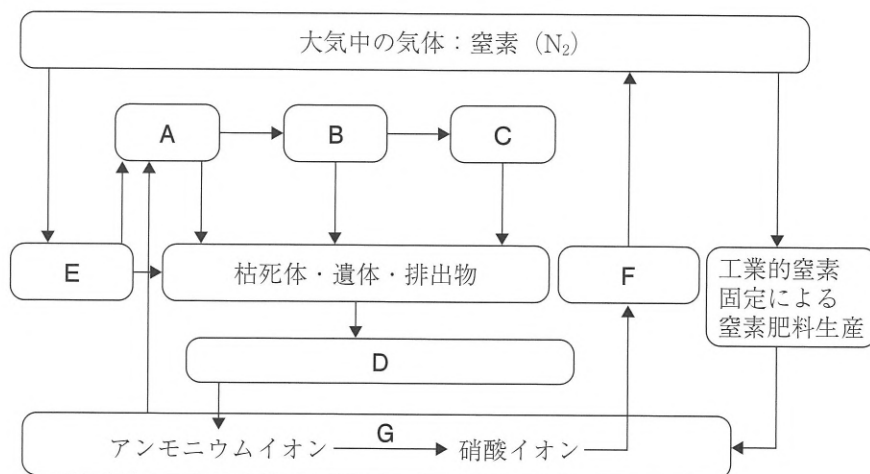 大気中の気体：窒素（N₂）
A
B
C
E
枯死体・遺体・排出物
F
工業的窒素
固定による
窒素肥料生産
D
G
アンモニウムイオン
硝酸イオン